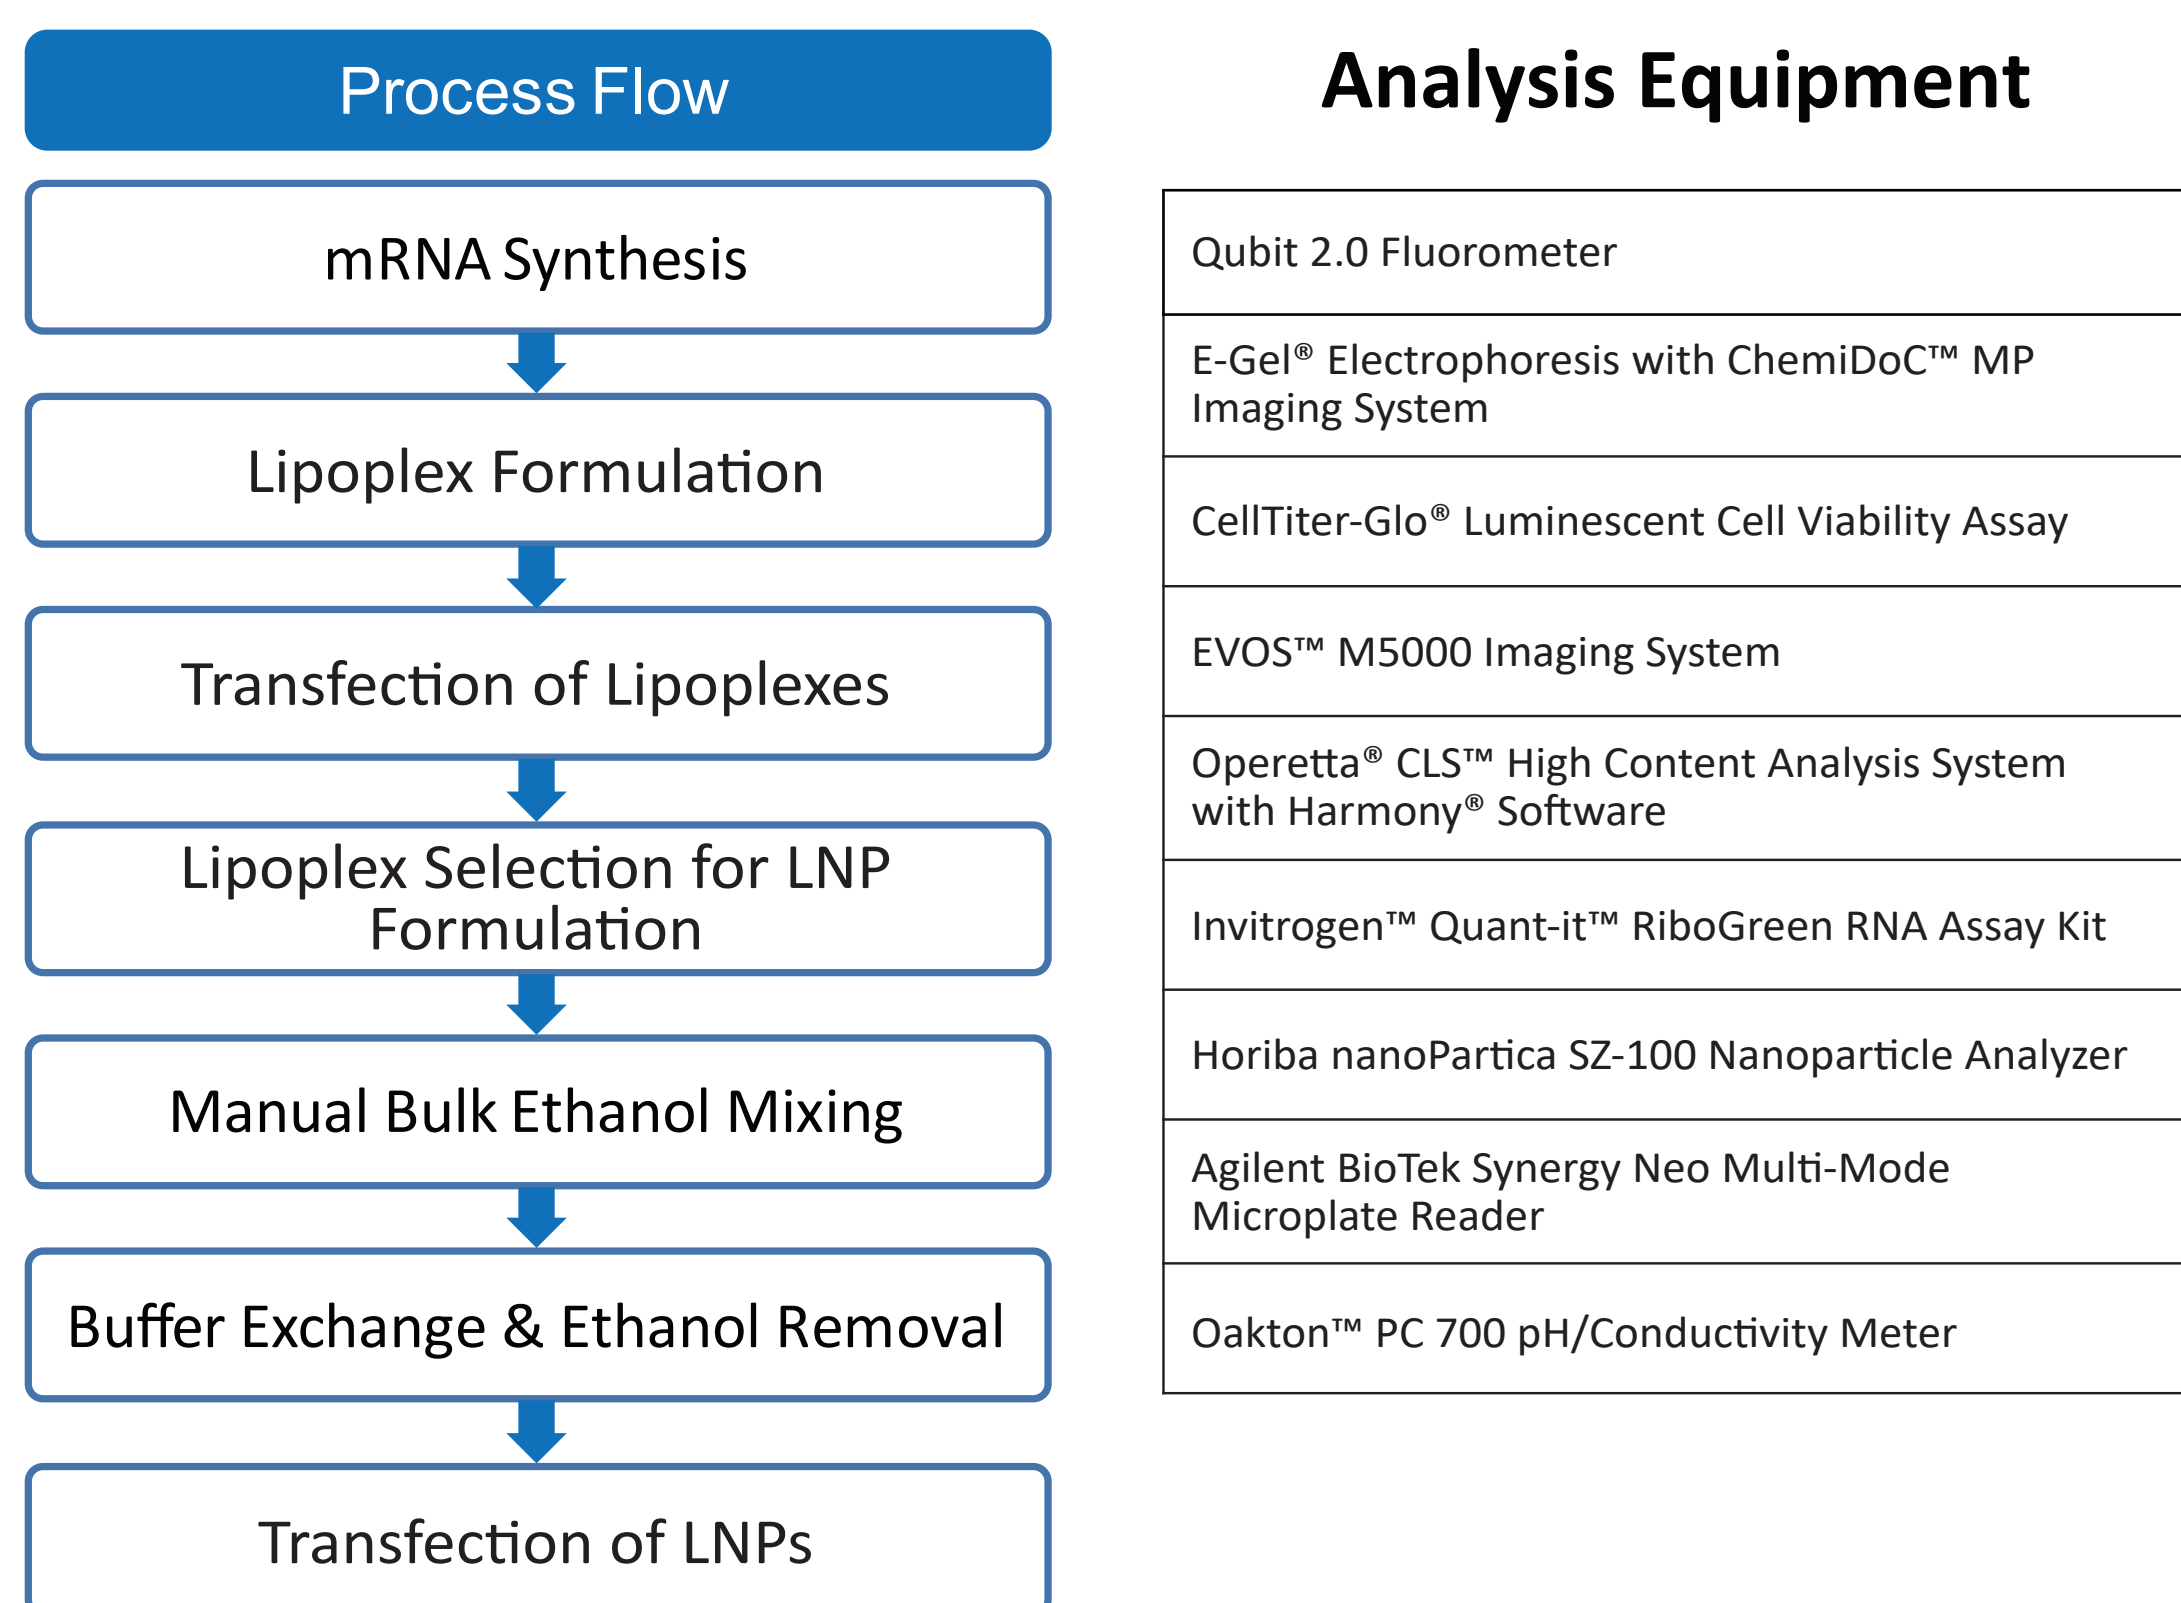 Process Flow
mRNA Synthesis
Lipoplex Formulation
Transfection of Lipoplexes
Lipoplex Selection for LNP
Formulation
Manual Bulk Ethanol Mixing
Buffer Exchange & Ethanol Removal
Transfection of LNPs
Analysis Equipment
Qubit 2.0 Fluorometer
E-Gel® Electrophoresis with ChemiDoC™ MP
Imaging System
CellTiter-Glo® Luminescent Cell Viability Assay
EVOS™ M5000 Imaging System
Operetta® CLS™ High Content Analysis System
with Harmony® Software
Invitrogen™ Quant-it™ RiboGreen RNA Assay Kit
Horiba nanoPartica SZ-100 Nanoparticle Analyzer
Agilent BioTek Synergy Neo Multi-Mode
Microplate Reader
Oakton™ PC 700 pH/Conductivity Meter